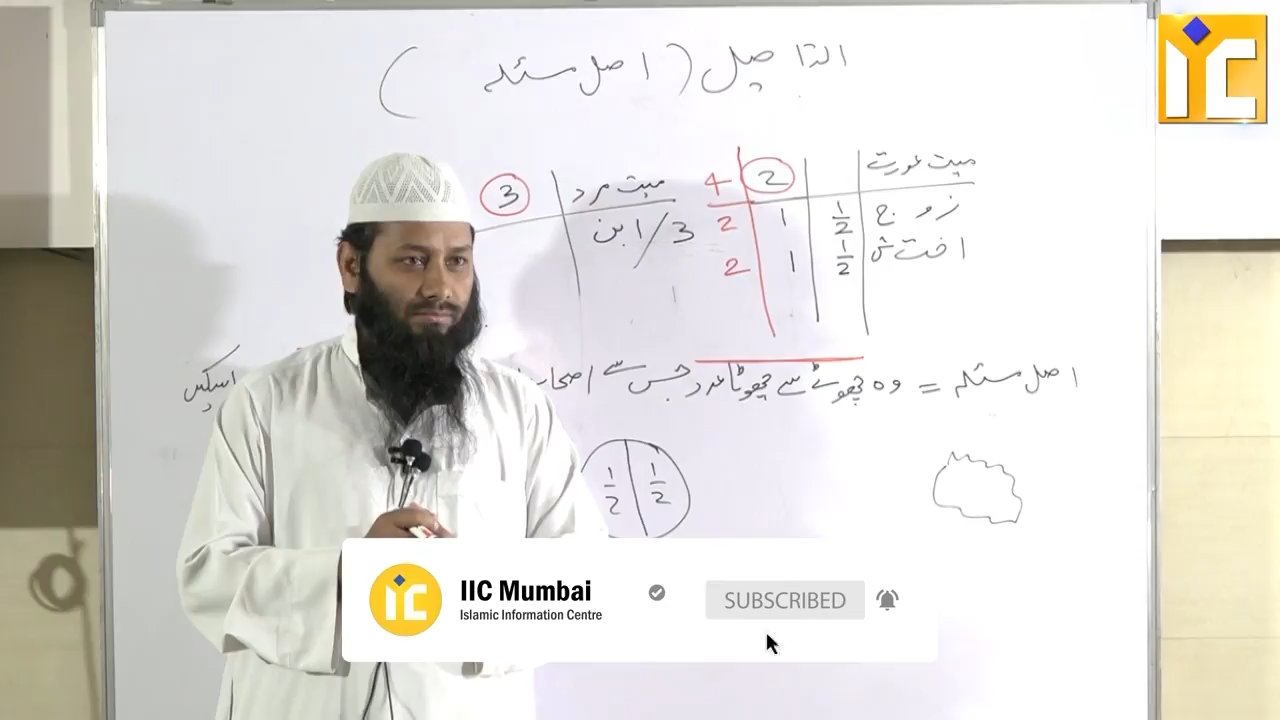 التاصیل (اصل مسئلہ)
میت عورت 2 4
زوج 1/2 1 2
اخت ش 1/2 1 2
میت مرد 3
3/ابن
اصل مسئلہ = وہ چھوٹے سے چھوٹا عدد جس سے اصحاب
1/2 1/2
IC
IIC Mumbai
Islamic Information Centre
SUBSCRIBED